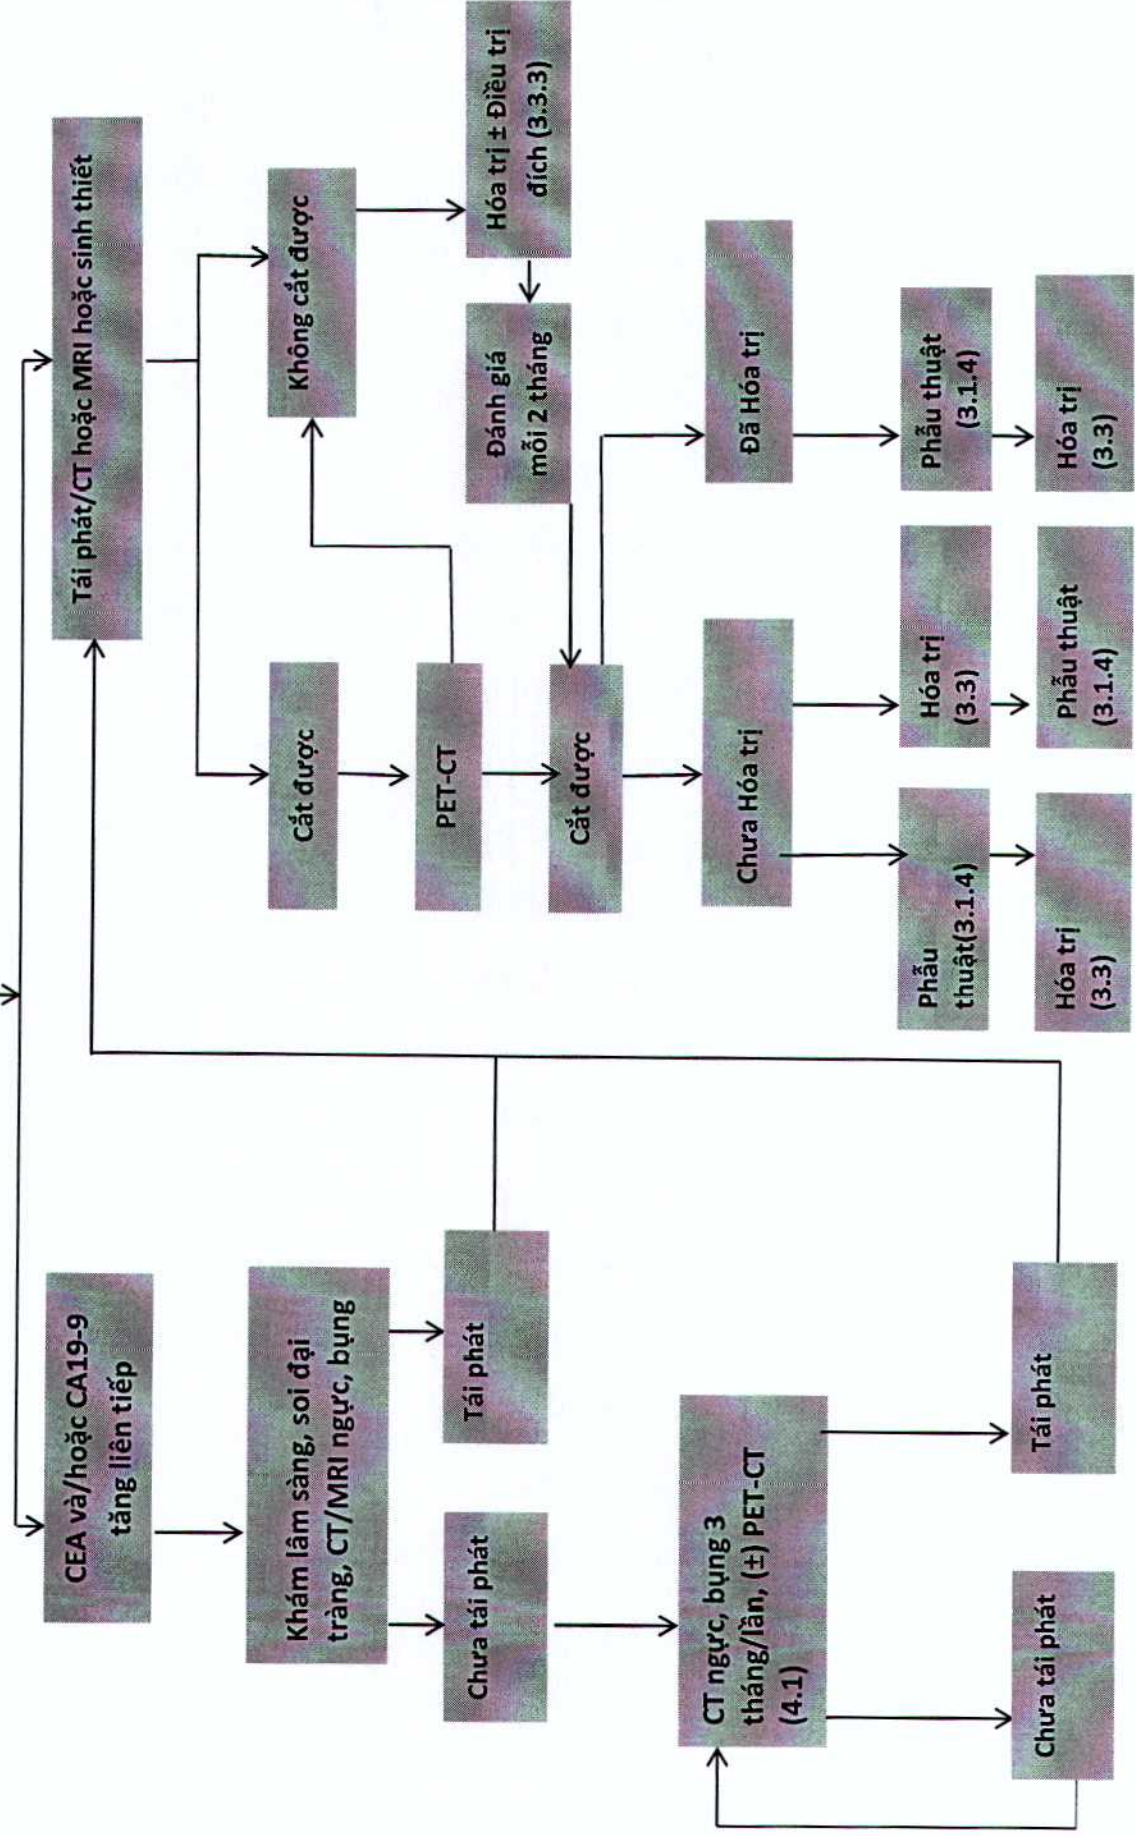 CEA và/hoặc CA19-9
tăng liên tiếp
Khám lâm sàng, soi đại
tràng, CT/MRI ngực, bụng
Chưa tái phát
Tái phát
CT ngực, bụng 3
tháng/lần, (±) PET-CT
(4.1)
Chưa tái phát
Tái phát
Tái phát/CT hoặc MRI hoặc sinh thiết
Cắt được
Không cắt được
PET-CT
Hóa trị ± Điều trị
đích (3.3.3)
Đánh giá
mỗi 2 tháng
Cắt được
Chưa Hóa trị
Đã Hóa trị
Phẫu
thuật(3.1.4)
Hóa trị
(3.3)
Phẫu thuật
(3.1.4)
Hóa trị
(3.3)
Phẫu thuật
(3.1.4)
Hóa trị
(3.3)